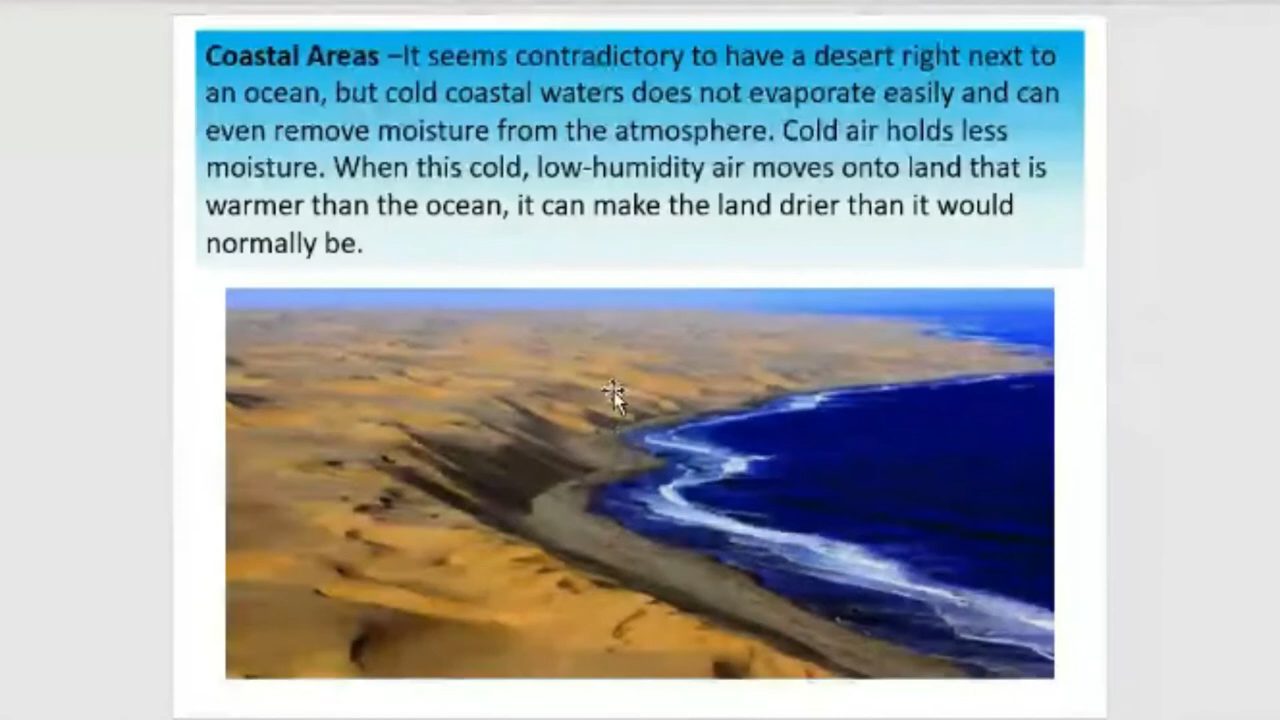 Coastal Areas –It seems contradictory to have a desert right next to
an ocean, but cold coastal waters does not evaporate easily and can
even remove moisture from the atmosphere. Cold air holds less
moisture. When this cold, low-humidity air moves onto land that is
warmer than the ocean, it can make the land drier than it would
normally be.